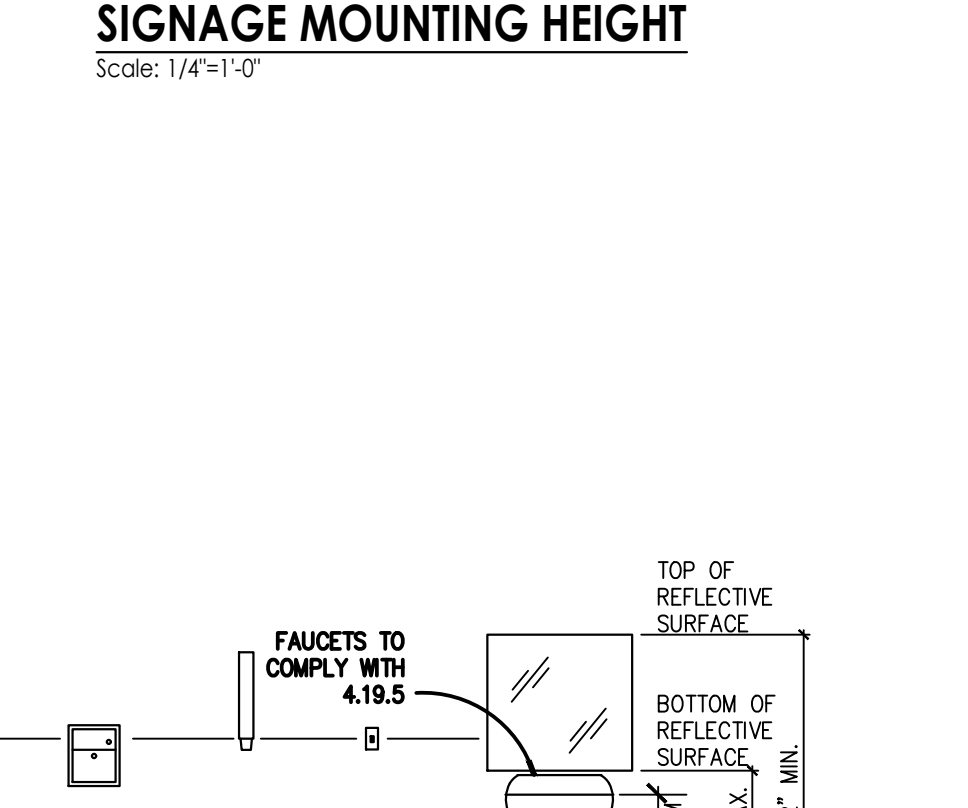 SIGNAGE MOUNTING HEIGHT
Scale: 1/4"=1'-0"
TOP OF
REFLECTIVE
SURFACE
FAUCETS TO
COMPLY WITH
4.19.5
BOTTOM OF
REFLECTIVE
SURFACE
MIN.